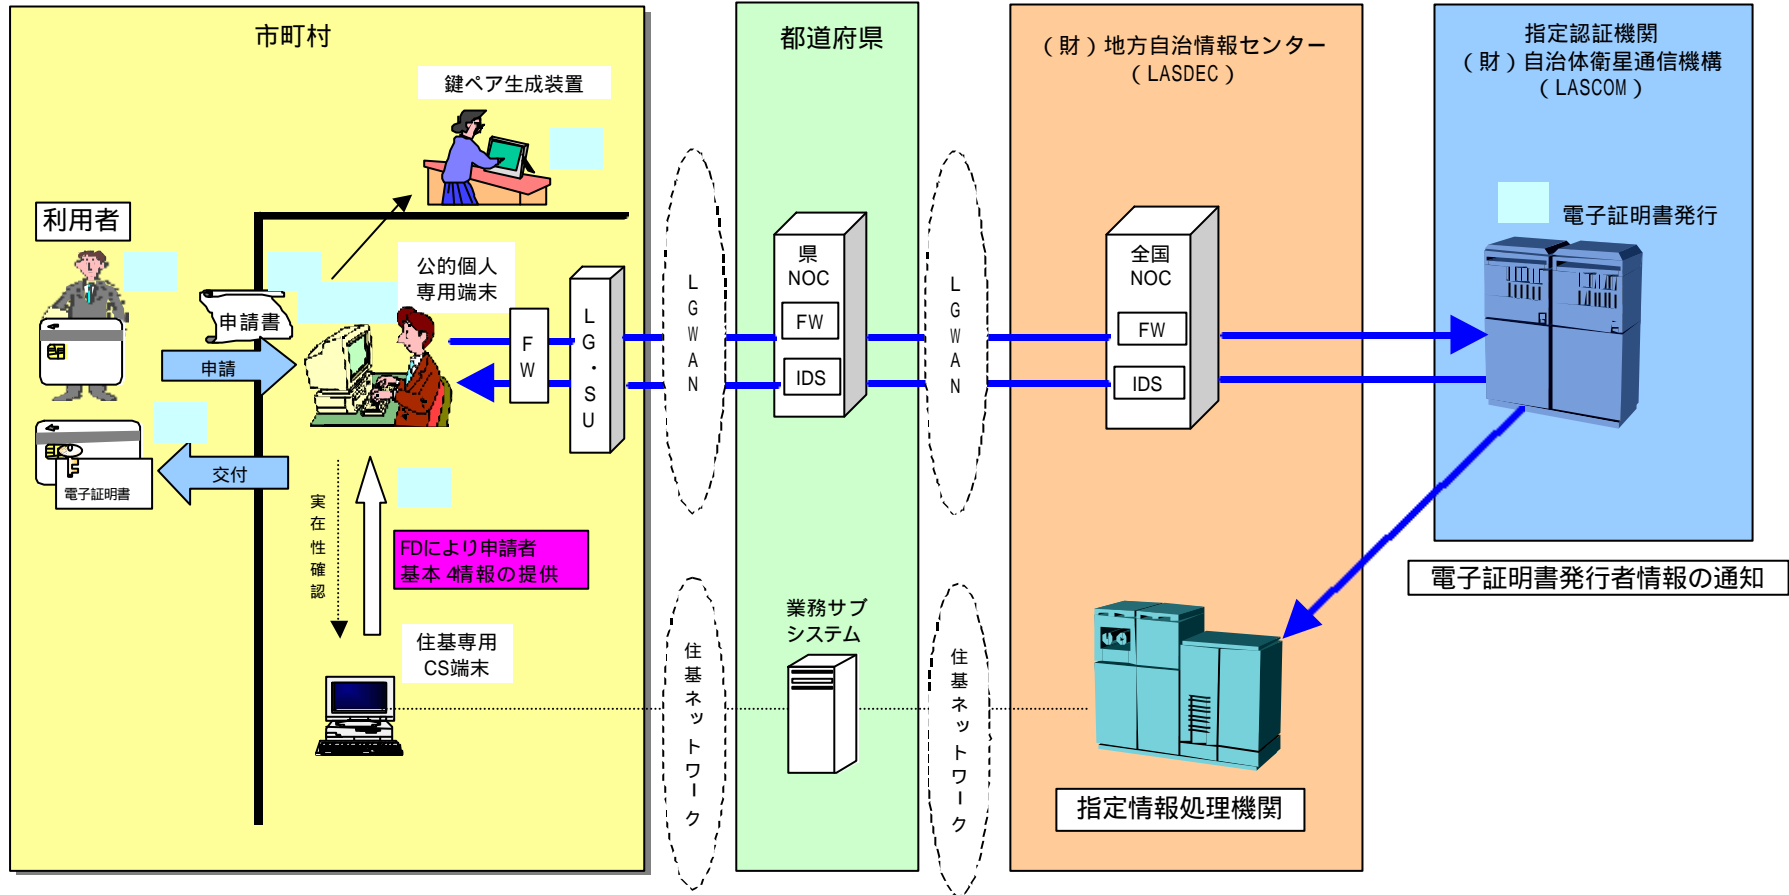 市町村
鍵ペア生成装置
利用者
公的個人
専用端末
申請書
申請
交付
電子証明書
実在性確認
FDにより申請者
基本4情報の提供
住基専用
CS端末
FW
LG・SU
LGWAN
住基ネットワーク
都道府県
県
NOC
FW
IDS
業務サブ
システム
LGWAN
住基ネットワーク
（財）地方自治情報センター
（LASDEC）
全国
NOC
FW
IDS
指定情報処理機関
指定認証機関
（財）自治体衛星通信機構
（LASCOM）
電子証明書発行
電子証明書発行者情報の通知